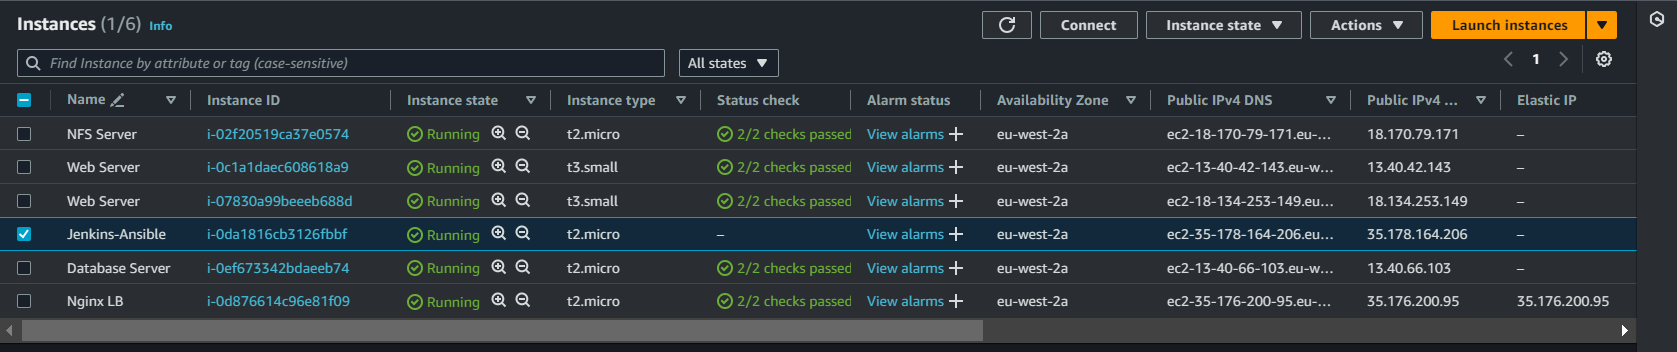 Instances (1/6) Info Connect Instance state Actions Launch instances
Find Instance by attribute or tag (case-sensitive) All states 1
Name Instance ID Instance state Instance type Status check Alarm status Availability Zone Public IPv4 DNS Public IPv4 ... Elastic IP
NFS Server i-02f20519ca37e0574 Running t2.micro 2/2 checks passed View alarms + eu-west-2a ec2-18-170-79-171.eu-... 18.170.79.171 –
Web Server i-0c1a1daec608618a9 Running t3.small 2/2 checks passed View alarms + eu-west-2a ec2-13-40-42-143.eu-w... 13.40.42.143 –
Web Server i-07830a99beeeb688d Running t3.small 2/2 checks passed View alarms + eu-west-2a ec2-18-134-253-149.eu... 18.134.253.149 –
Jenkins-Ansible i-0da1816cb3126fbbf Running t2.micro – View alarms + eu-west-2a ec2-35-178-164-206.eu... 35.178.164.206 –
Database Server i-0ef673342bdaeeb74 Running t2.micro 2/2 checks passed View alarms + eu-west-2a ec2-13-40-66-103.eu-w... 13.40.66.103 –
Nginx LB i-0d876614c96e81f09 Running t2.micro 2/2 checks passed View alarms + eu-west-2a ec2-35-176-200-95.eu-... 35.176.200.95 35.176.200.95